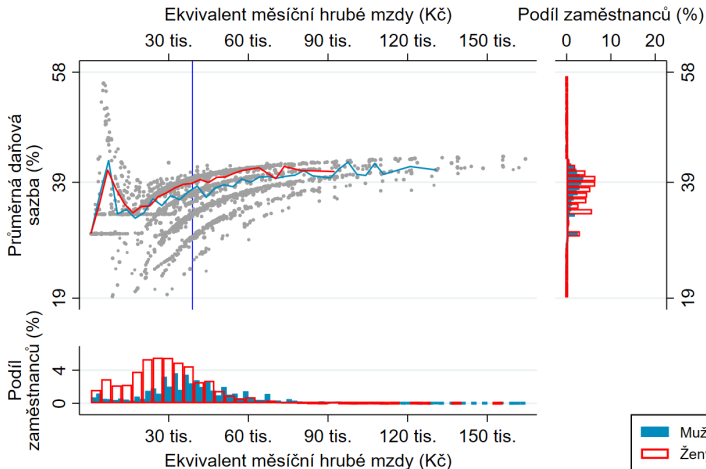 Ekvivalent měsíční hrubé mzdy (Kč)
Podíl zaměstnanců (%)
30 tis. 60 tis. 90 tis. 120 tis. 150 tis.
0 10 20
58
39
19
Průměrná daňová
sazba (%)
58
39
19
Podíl
zaměstnanců (%)
4
0
30 tis. 60 tis. 90 tis. 120 tis. 150 tis.
Ekvivalent měsíční hrubé mzdy (Kč)
Muž
Žen